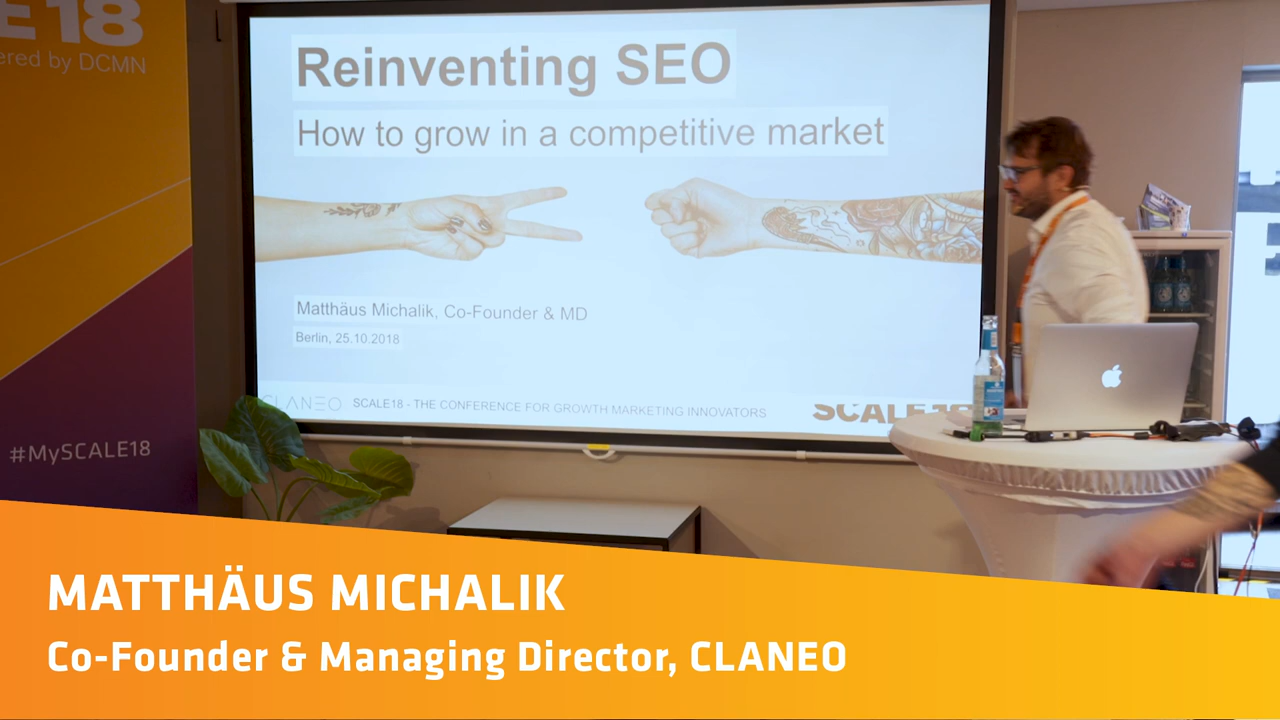 E 18
ered by DCMN
#MySCALE18
Reinventing SEO
How to grow in a competitive market
Matthäus Michalik, Co-Founder & MD
Berlin, 25.10.2018
CLANEO SCALE18 - THE CONFERENCE FOR GROWTH MARKETING INNOVATORS
SCALE18
MATTHÄUS MICHALIK
Co-Founder & Managing Director, CLANEO